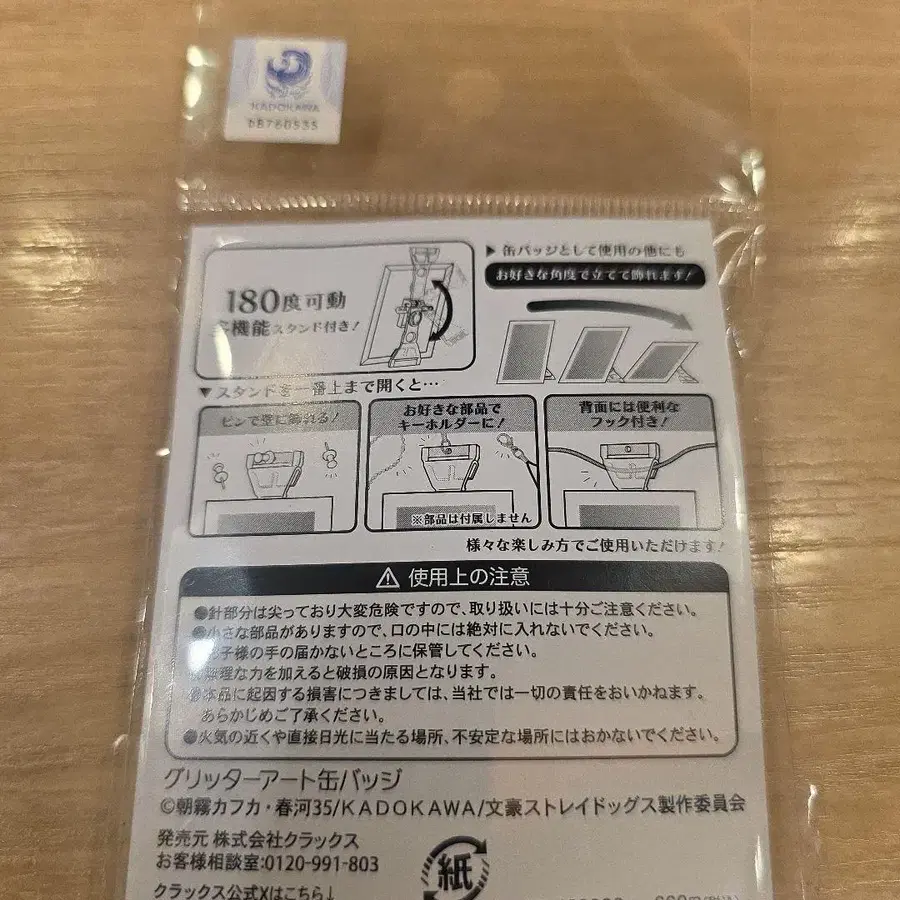 KADOKAWA
180度可動
機能スタンド付き!
▶缶バッジとして使用の他にも
お好きな角度で立てて飾れます!
▼スタンドを一番上まで開くと…
ピンで壁に飾れる!
お好きな部品で
キーホルダーに!
※部品は付属しません
背面には便利な
フック付き!
様々な楽しみ方でご使用いただけます!
⚠ 使用上の注意
●針部分は尖っており大変危険ですので、取り扱いには十分ご注意ください。
●小さな部品がありますので、口の中には絶対に入れないでください。
お子様の手の届かないところに保管してください。
●無理な力を加えると破損の原因となります。
●本品に起因する損害につきましては、当社では一切の責任をおいかねます。
あらかじめご了承ください。
●火気の近くや直接日光に当たる場所、不安定な場所にはおかないでください。
グリッターアート缶バッジ
©朝霧カフカ・春河35/KADOKAWA/文豪ストレイドッグス製作委員会
発売元 株式会社クラックス
お客様相談室:0120-991-803
クラックス公式Xはこちら↓
紙